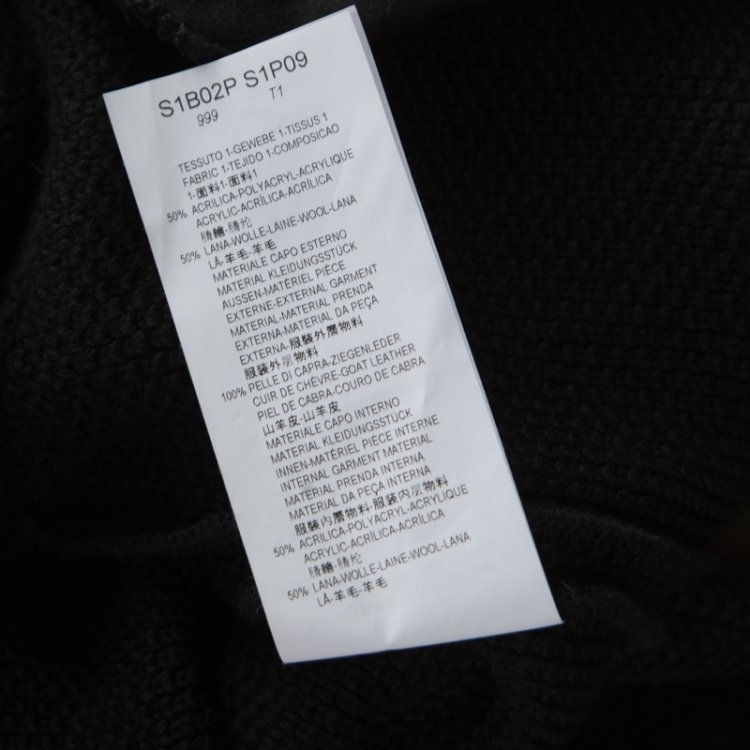 S1B02P S1P09
999 T1
TESSUTO 1-GEWEBE 1-TISSUS 1
FABRIC 1-TEJIDO 1-COMPOSICAO
1-面料1-面料1
50% ACRILICA-POLYACRYL-ACRYLIQUE
ACRYLIC-ACRILICA-ACRÍLICA
腈綸-腈纶
50% LANA-WOLLE-LAINE-WOOL-LANA
LÃ-羊毛-羊毛
MATERIALE CAPO ESTERNO
MATERIAL KLEIDUNGSSTÜCK
AUSSEN-MATÉRIEL PIÈCE
EXTERNE-EXTERNAL GARMENT
MATERIAL-MATERIAL PRENDA
EXTERNA-MATERIAL DA PEÇA
EXTERNA-服裝外層物料
服装外层物料
100% PELLE DI CAPRA-ZIEGENLEDER
CUIR DE CHÈVRE-GOAT LEATHER
PIEL DE CABRA-COURO DE CABRA
山羊皮-山羊皮
MATERIALE CAPO INTERNO
MATERIAL KLEIDUNGSSTÜCK
INNEN-MATÉRIEL PIÈCE INTERNE
INTERNAL GARMENT MATERIAL
MATERIAL PRENDA INTERNA
MATERIAL DA PEÇA INTERNA
服裝內層物料-服装内层物料
50% ACRILICA-POLYACRYL-ACRYLIQUE
ACRYLIC-ACRILICA-ACRÍLICA
腈綸-腈纶
50% LANA-WOLLE-LAINE-WOOL-LANA
LÃ-羊毛-羊毛